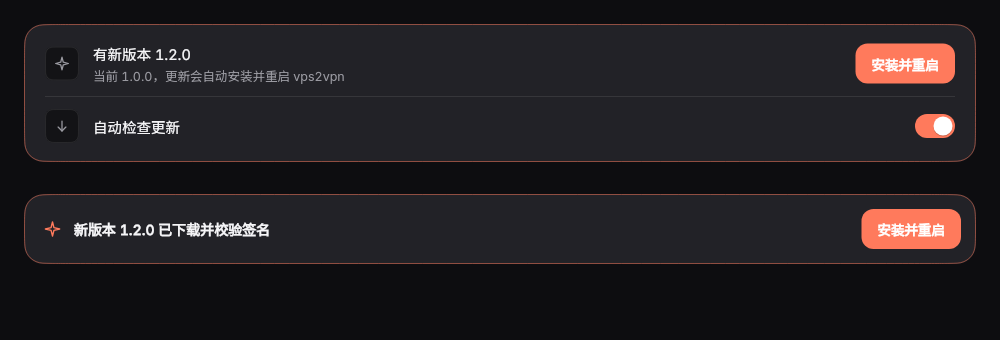 有新版本 1.2.0
当前 1.0.0，更新会自动安装并重启 vps2vpn
安装并重启
自动检查更新
新版本 1.2.0 已下载并校验签名
安装并重启